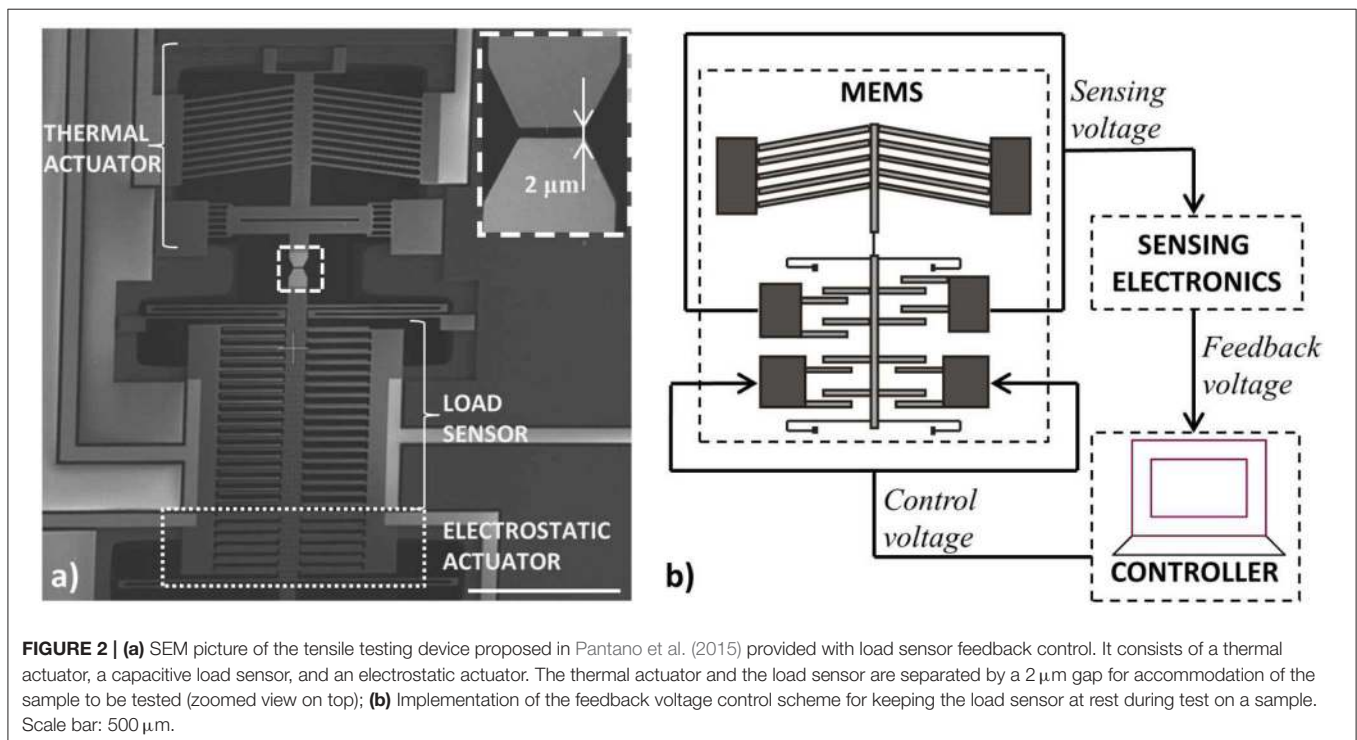 THERMAL
ACTUATOR
2 μm
LOAD
SENSOR
ELECTROSTATIC
ACTUATOR
a)
MEMS
Sensing
voltage
SENSING
ELECTRONICS
Feedback
voltage
Control
voltage
CONTROLLER
b)
FIGURE 2 | (a) SEM picture of the tensile testing device proposed in Pantano et al. (2015) provided with load sensor feedback control. It consists of a thermal
actuator, a capacitive load sensor, and an electrostatic actuator. The thermal actuator and the load sensor are separated by a 2 μm gap for accommodation of the
sample to be tested (zoomed view on top); (b) Implementation of the feedback voltage control scheme for keeping the load sensor at rest during test on a sample.
Scale bar: 500 μm.